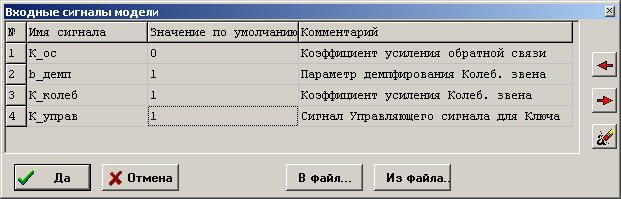 Входные сигналы модели
№ Имя сигнала Значение по умолчанию Комментарий
1 K_ос 0 Коэффициент усиления обратной связи
2 b_демп 1 Параметр демпфирования Колеб. звена
3 K_колеб 1 Коэффициент усиления Колеб. звена
4 K_управ 1 Сигнал Управляющего сигнала для Ключа
Да Отмена В файл... Из файла..